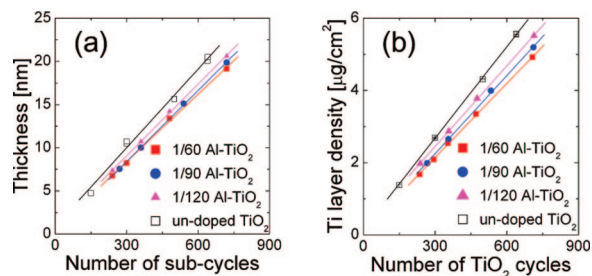 (a)
Thickness [nm]
25
20
15
10
5
0
1/60 Al-TiO₂
1/90 Al-TiO₂
1/120 Al-TiO₂
un-doped TiO₂
0 300 600 900
Number of sub-cycles
(b)
Ti layer density [μg/cm²]
6
4
2
0
1/60 Al-TiO₂
1/90 Al-TiO₂
1/120 Al-TiO₂
un-doped TiO₂
0 300 600 900
Number of TiO₂ cycles